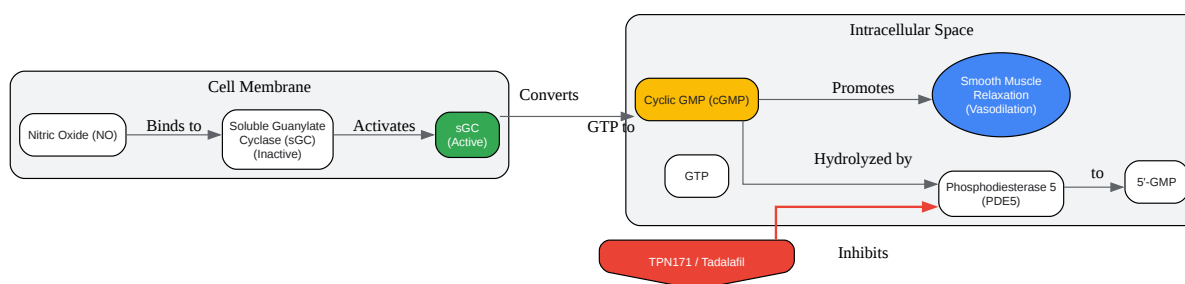 Cell Membrane
Nitric Oxide (NO)
Binds to
Soluble Guanylate
Cyclase (sGC)
(Inactive)
Activates
sGC
(Active)
Converts
GTP to
Intracellular Space
Cyclic GMP (cGMP)
Promotes
Smooth Muscle
Relaxation
(Vasodilation)
GTP
Hydrolyzed by
Phosphodiesterase 5
(PDE5)
to
5'-GMP
TPN171 / Tadalafil
Inhibits